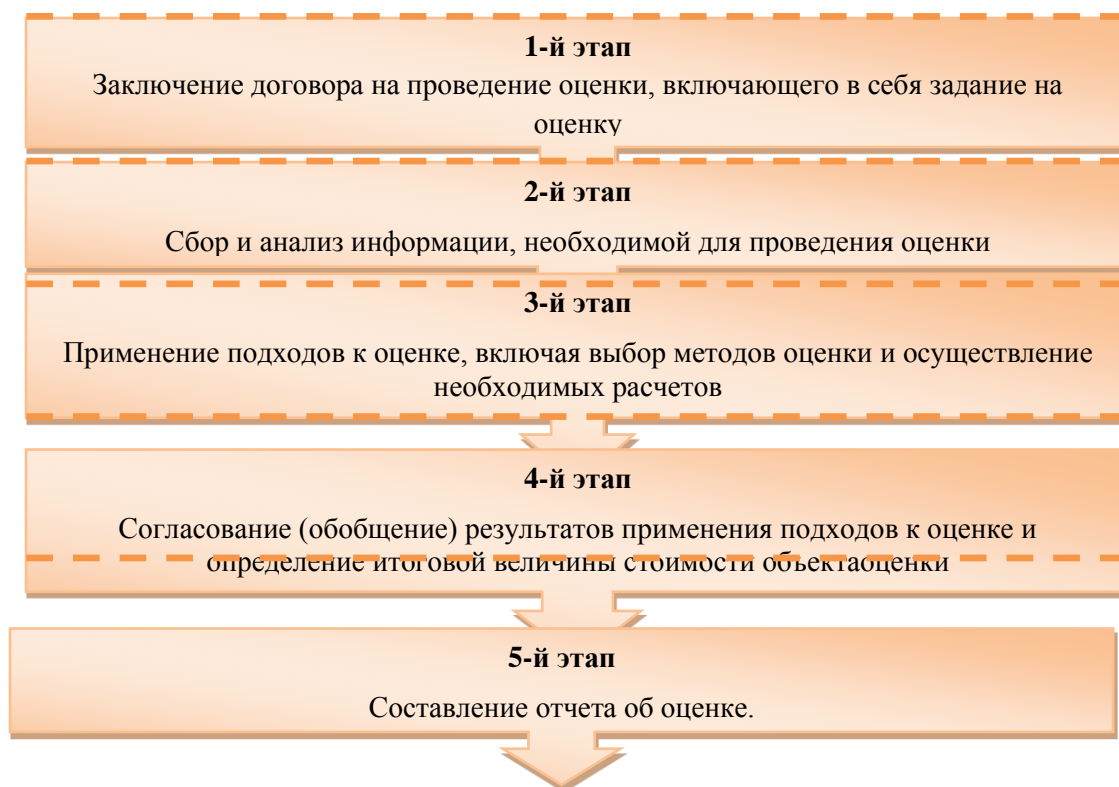 1-й этап
Заключение договора на проведение оценки, включающего в себя задание на
оценку
2-й этап
Сбор и анализ информации, необходимой для проведения оценки
3-й этап
Применение подходов к оценке, включая выбор методов оценки и осуществление
необходимых расчетов
4-й этап
Согласование (обобщение) результатов применения подходов к оценке и
определение итоговой величины стоимости объектаоценки
5-й этап
Составление отчета об оценке.